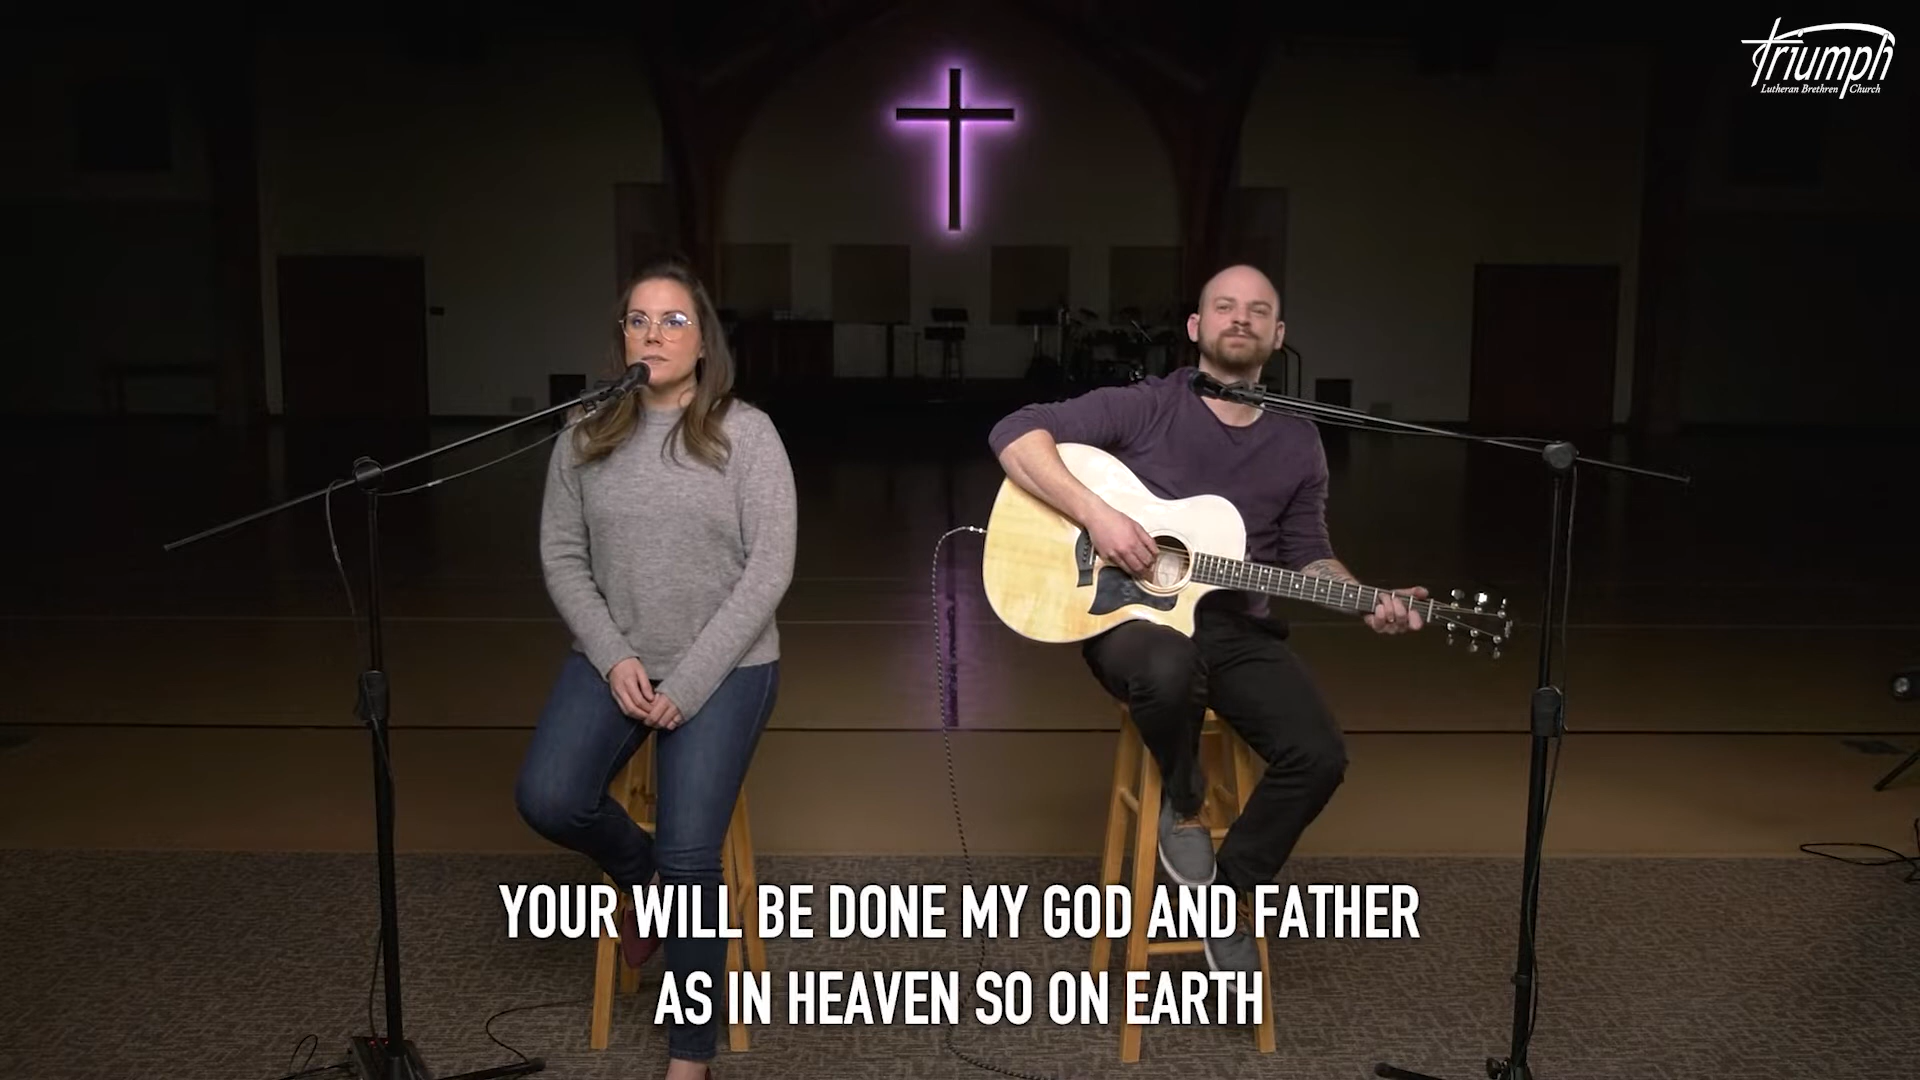 Triumph
Lutheran Brethren Church
YOUR WILL BE DONE MY GOD AND FATHER
AS IN HEAVEN SO ON EARTH